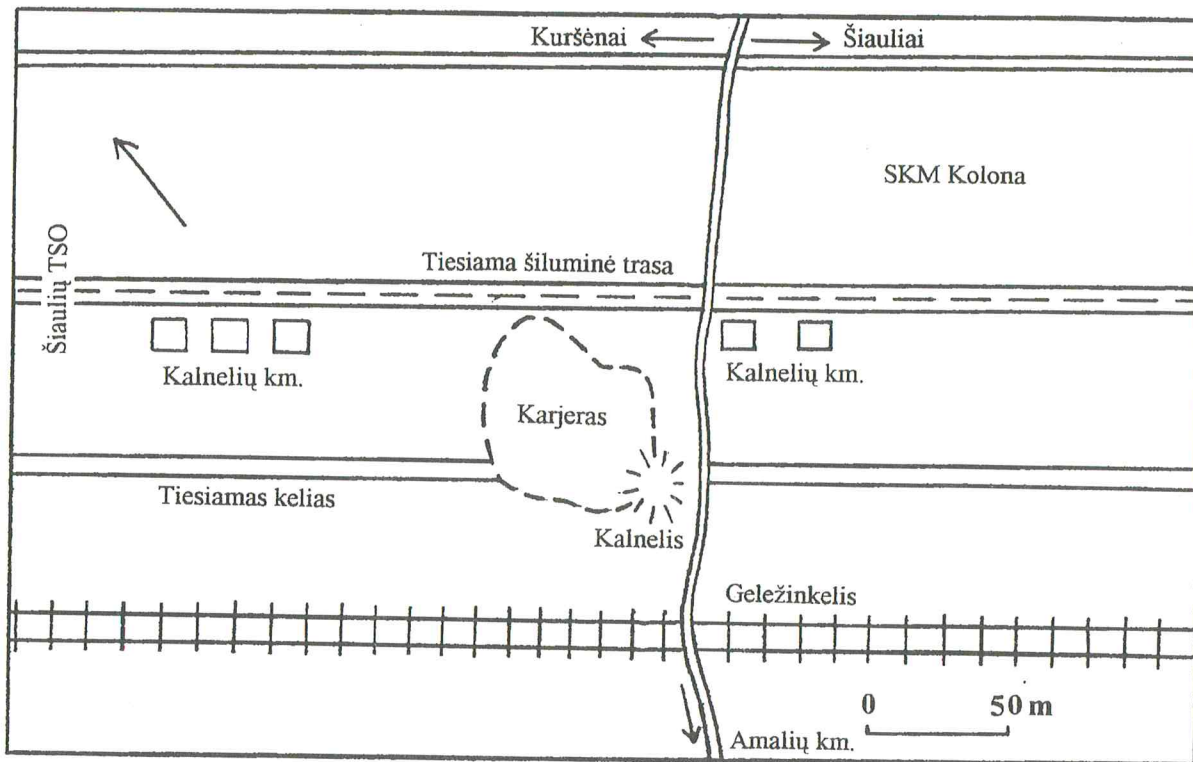 Kuršėnai
Šiauliai
SKM Kolona
Šiaulių TSO
Tiesiama šiluminė trasa
Kalnelių km.
Kalnelių km.
Karjeras
Tiesiamas kelias
Kalnelis
Geležinkelis
0 50 m
Amalių km.